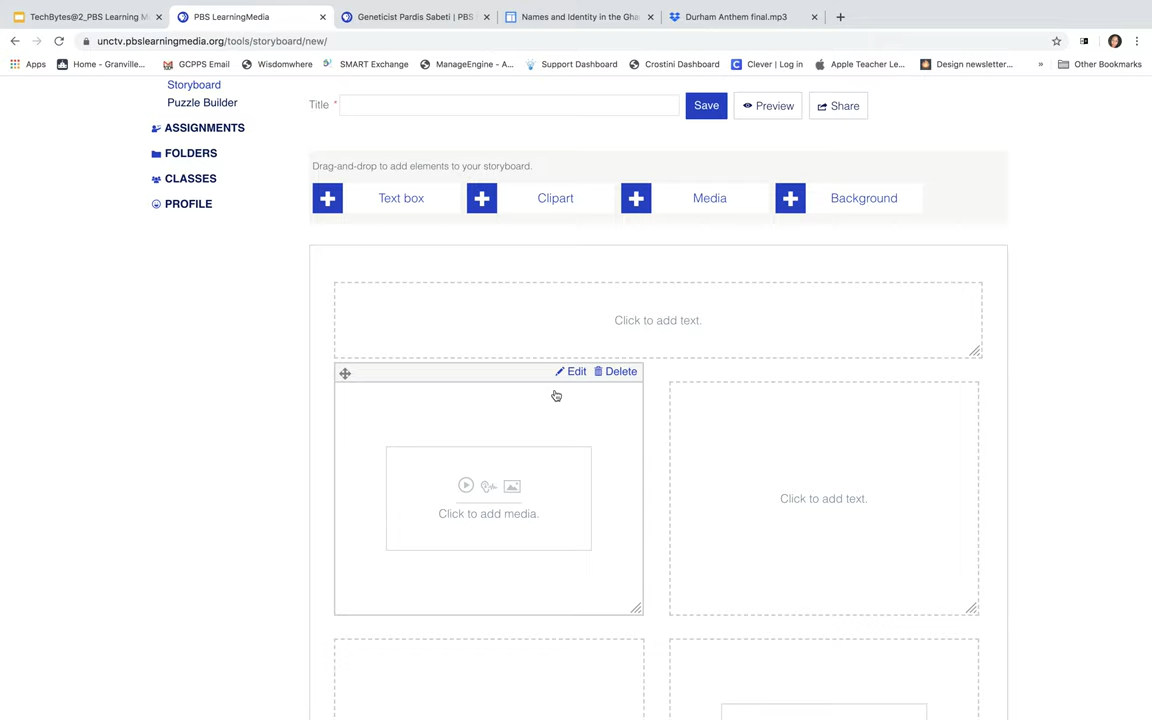 TechBytes@2_PBS Learning M
PBS LearningMedia
Geneticist Pardis Sabeti | PBS
Names and Identity in the Gha
Durham Anthem final.mp3
unctv.pbslearningmedia.org/tools/storyboard/new/
Apps
Home - Granville...
GCPPS Email
Wisdomwhere
SMART Exchange
ManageEngine - A...
Support Dashboard
Crostini Dashboard
Clever | Log in
Apple Teacher Le...
Design newsletter...
»
Other Bookmarks
Storyboard
Puzzle Builder
ASSIGNMENTS
FOLDERS
CLASSES
PROFILE
Title *
Save
Preview
Share
Drag-and-drop to add elements to your storyboard.
Text box
Clipart
Media
Background
Click to add text.
Edit
Delete
Click to add media.
Click to add text.